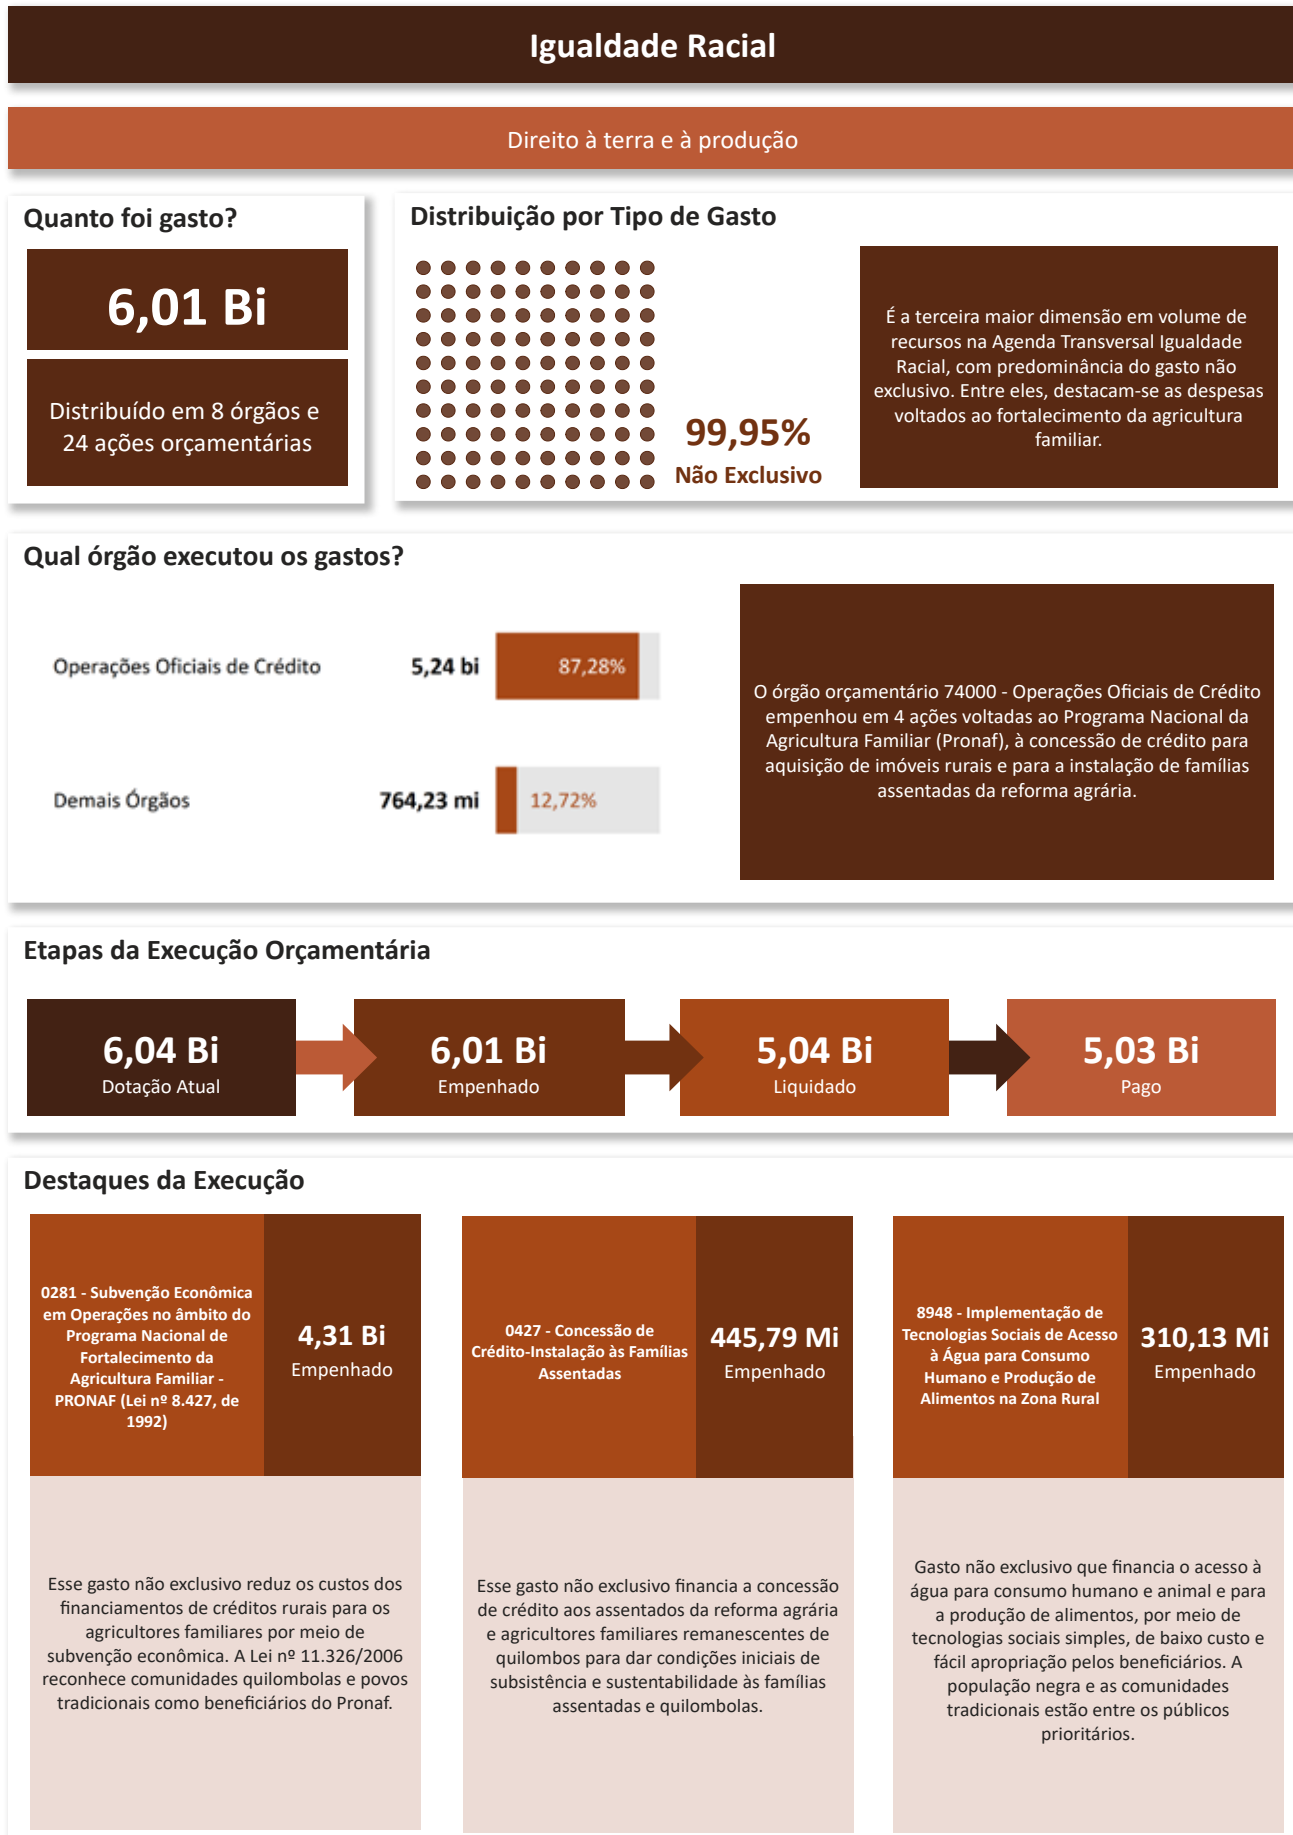 Igualdade Racial
Direito à terra e à produção
Quanto foi gasto?
6,01 Bi
Distribuído em 8 órgãos e
24 ações orçamentárias
Distribuição por Tipo de Gasto
99,95%
Não Exclusivo
É a terceira maior dimensão em volume de
recursos na Agenda Transversal Igualdade
Racial, com predominância do gasto não
exclusivo. Entre eles, destacam-se as despesas
voltados ao fortalecimento da agricultura
familiar.
Qual órgão executou os gastos?
Operações Oficiais de Crédito 5,24 bi 87,28%
Demais Órgãos 764,23 mi 12,72%
O órgão orçamentário 74000 - Operações Oficiais de Crédito
empenhou em 4 ações voltadas ao Programa Nacional da
Agricultura Familiar (Pronaf), à concessão de crédito para
aquisição de imóveis rurais e para a instalação de famílias
assentadas da reforma agrária.
Etapas da Execução Orçamentária
6,04 Bi
Dotação Atual
6,01 Bi
Empenhado
5,04 Bi
Liquidado
5,03 Bi
Pago
Destaques da Execução
0281 - Subvenção Econômica
em Operações no âmbito do
Programa Nacional de
Fortalecimento da
Agricultura Familiar -
PRONAF (Lei nº 8.427, de
1992)
4,31 Bi
Empenhado
Esse gasto não exclusivo reduz os custos dos
financiamentos de créditos rurais para os
agricultores familiares por meio de
subvenção econômica. A Lei nº 11.326/2006
reconhece comunidades quilombolas e povos
tradicionais como beneficiários do Pronaf.
0427 - Concessão de
Crédito-Instalação às Famílias
Assentadas
445,79 Mi
Empenhado
Esse gasto não exclusivo financia a concessão
de crédito aos assentados da reforma agrária
e agricultores familiares remanescentes de
quilombos para dar condições iniciais de
subsistência e sustentabilidade às famílias
assentadas e quilombolas.
8948 - Implementação de
Tecnologias Sociais de Acesso
à Água para Consumo
Humano e Produção de
Alimentos na Zona Rural
310,13 Mi
Empenhado
Gasto não exclusivo que financia o acesso à
água para consumo humano e animal e para
a produção de alimentos, por meio de
tecnologias sociais simples, de baixo custo e
fácil apropriação pelos beneficiários. A
população negra e as comunidades
tradicionais estão entre os públicos
prioritários.